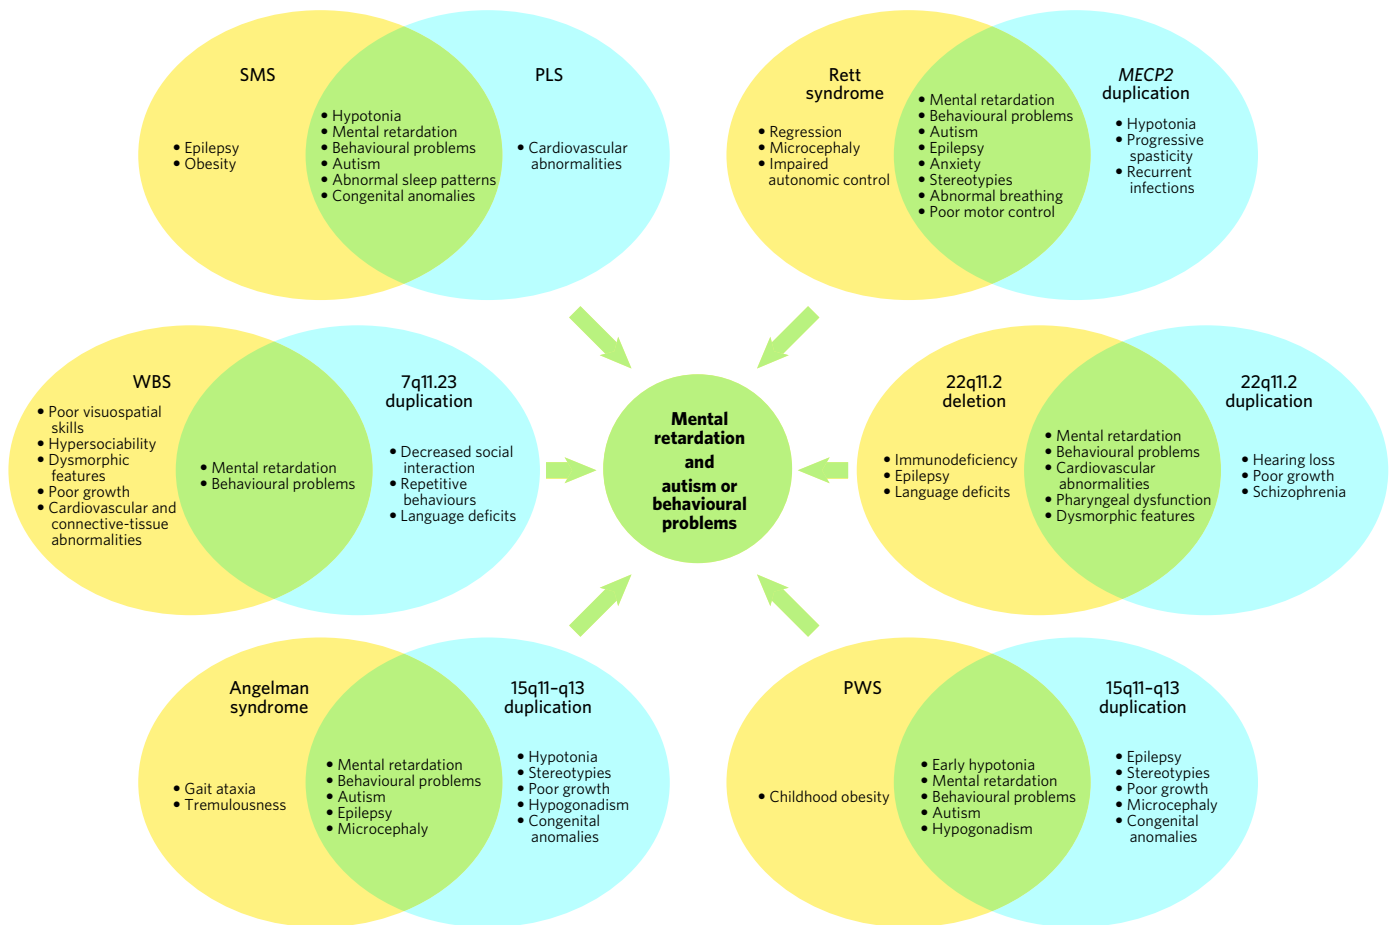 SMS
• Epilepsy
• Obesity
• Hypotonia
• Mental retardation
• Behavioural problems
• Autism
• Abnormal sleep patterns
• Congenital anomalies
PLS
• Cardiovascular
abnormalities
Rett
syndrome
• Regression
• Microcephaly
• Impaired
autonomic control
• Mental retardation
• Behavioural problems
• Autism
• Epilepsy
• Anxiety
• Stereotypies
• Abnormal breathing
• Poor motor control
MECP2
duplication
• Hypotonia
• Progressive
spasticity
• Recurrent
infections
WBS
• Poor visuospatial
skills
• Hypersociability
• Dysmorphic
features
• Poor growth
• Cardiovascular and
connective-tissue
abnormalities
• Mental retardation
• Behavioural problems
7q11.23
duplication
• Decreased social
interaction
• Repetitive
behaviours
• Language deficits
Mental
retardation
and
autism or
behavioural
problems
22q11.2
deletion
• Immunodeficiency
• Epilepsy
• Language deficits
• Mental retardation
• Behavioural problems
• Cardiovascular
abnormalities
• Pharyngeal dysfunction
• Dysmorphic features
22q11.2
duplication
• Hearing loss
• Poor growth
• Schizophrenia
Angelman
syndrome
• Gait ataxia
• Tremulousness
• Mental retardation
• Behavioural problems
• Autism
• Epilepsy
• Microcephaly
15q11–q13
duplication
• Hypotonia
• Stereotypies
• Poor growth
• Hypogonadism
• Congenital
anomalies
PWS
• Childhood obesity
• Early hypotonia
• Mental retardation
• Behavioural problems
• Autism
• Hypogonadism
15q11–q13
duplication
• Epilepsy
• Stereotypies
• Poor growth
• Microcephaly
• Congenital
anomalies